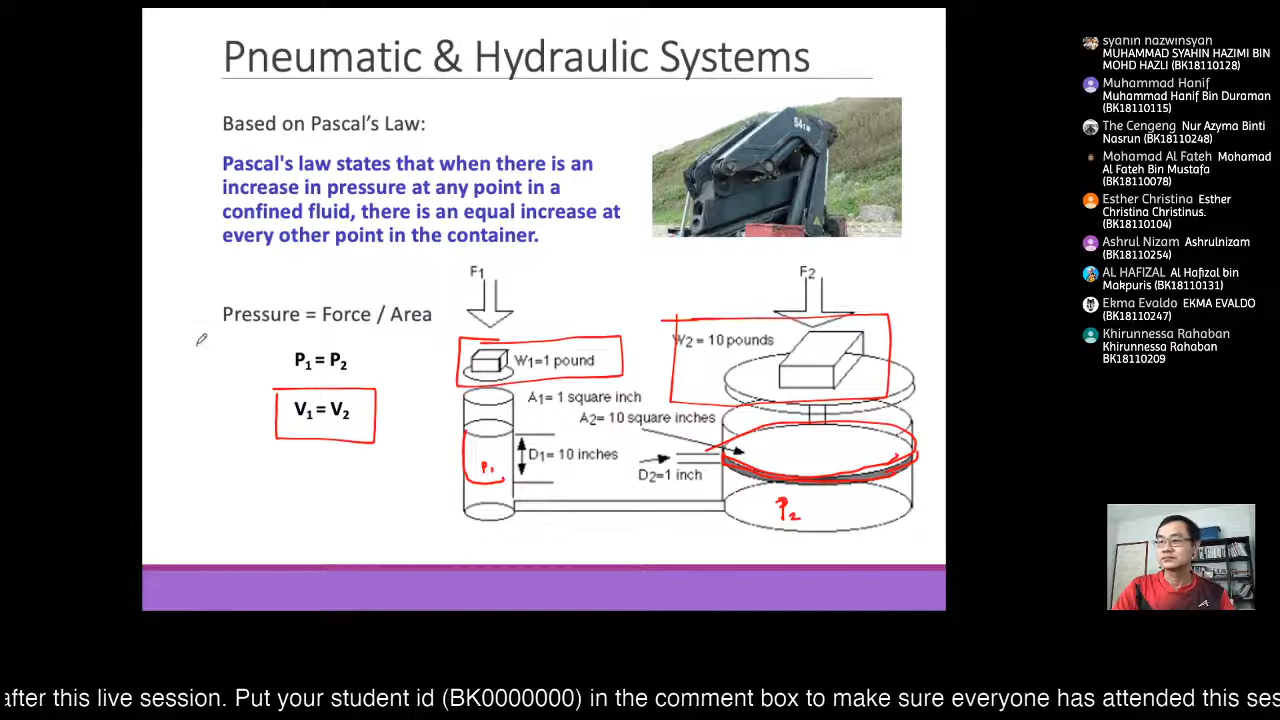 Pneumatic & Hydraulic Systems
Based on Pascal's Law:
Pascal's law states that when there is an
increase in pressure at any point in a
confined fluid, there is an equal increase at
every other point in the container.
Pressure = Force / Area
P1 = P2
V1 = V2
F1
F2
W1=1 pound
W2 = 10 pounds
A1= 1 square inch
A2= 10 square inches
D1= 10 inches
D2=1 inch
P1
P2
syahin hazwinsyah
MUHAMMAD SYAHIN HAZIMI BIN
MOHD HAZLI (BK18110128)
Muhammad Hanif
Muhammad Hanif Bin Duraman
(BK18110115)
The Cengeng Nur Azyma Binti
Nasrun (BK18110248)
Mohamad Al Fateh Mohamad
Al Fateh Bin Mustafa
(BK18110078)
Esther Christina Esther
Christina Christinus.
(BK18110104)
Ashrul Nizam Ashrulnizam
(BK18110254)
AL HAFIZAL Al Hafizal bin
Makpuris (BK18110131)
Ekma Evaldo EKMA EVALDO
(BK18110247)
Khirunnessa Rahaban
Khirunnessa Rahaban
BK18110209
after this live session. Put your student id (BK0000000) in the comment box to make sure everyone has attended this ses